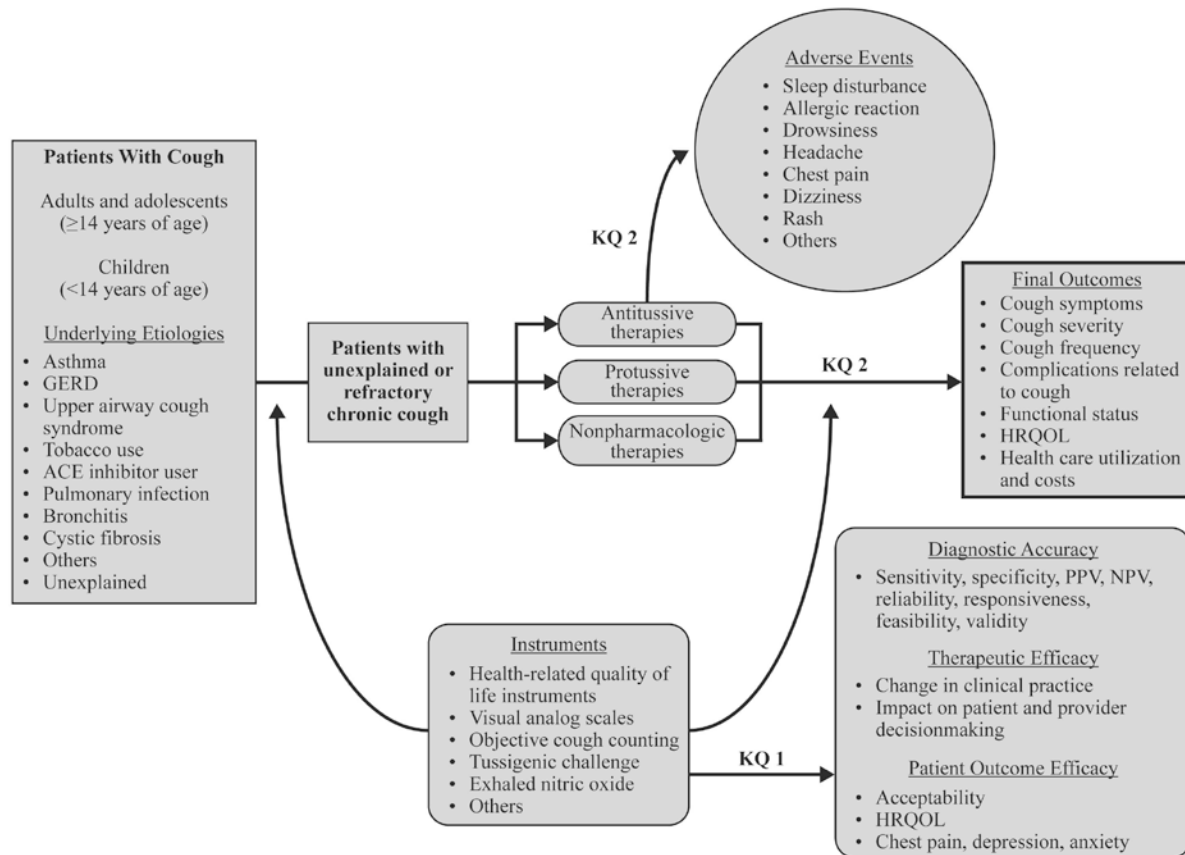 Patients With Cough
Adults and adolescents
(≥14 years of age)
Children
(<14 years of age)
Underlying Etiologies
• Asthma
• GERD
• Upper airway cough
syndrome
• Tobacco use
• ACE inhibitor user
• Pulmonary infection
• Bronchitis
• Cystic fibrosis
• Others
• Unexplained
Patients with
unexplained or
refractory
chronic cough
Antitussive
therapies
Protussive
therapies
Nonpharmacologic
therapies
KQ 2
Adverse Events
• Sleep disturbance
• Allergic reaction
• Drowsiness
• Headache
• Chest pain
• Dizziness
• Rash
• Others
KQ 2
Final Outcomes
• Cough symptoms
• Cough severity
• Cough frequency
• Complications related
to cough
• Functional status
• HRQOL
• Health care utilization
and costs
Instruments
• Health-related quality of
life instruments
• Visual analog scales
• Objective cough counting
• Tussigenic challenge
• Exhaled nitric oxide
• Others
KQ 1
Diagnostic Accuracy
• Sensitivity, specificity, PPV, NPV,
reliability, responsiveness,
feasibility, validity
Therapeutic Efficacy
• Change in clinical practice
• Impact on patient and provider
decisionmaking
Patient Outcome Efficacy
• Acceptability
• HRQOL
• Chest pain, depression, anxiety